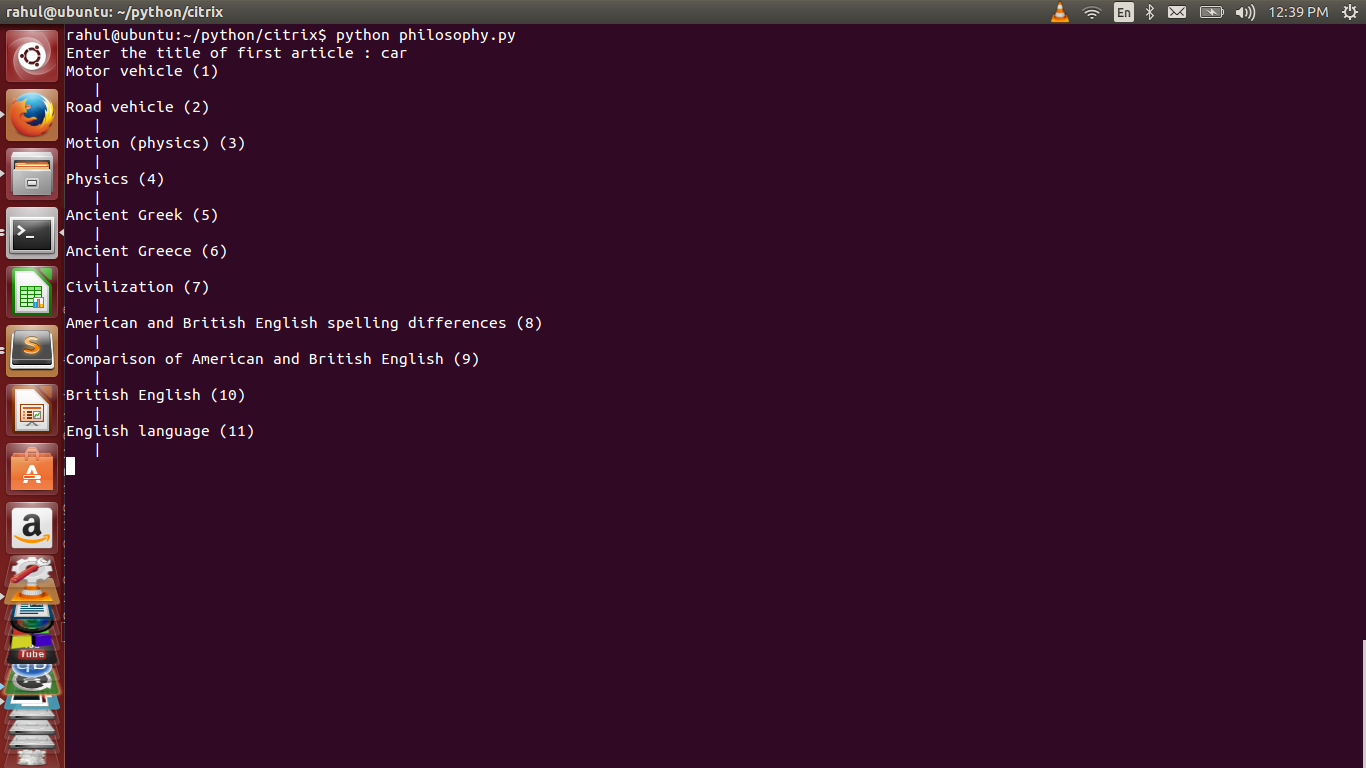 rahul@ubuntu: ~/python/citrix
En
12:39 PM
rahul@ubuntu:~/python/citrix$ python philosophy.py
Enter the title of first article : car
Motor vehicle (1)
|
Road vehicle (2)
|
Motion (physics) (3)
|
Physics (4)
|
Ancient Greek (5)
|
Ancient Greece (6)
|
Civilization (7)
|
American and British English spelling differences (8)
|
Comparison of American and British English (9)
|
British English (10)
|
English language (11)
|
>_
S
A
a
Tube
qb